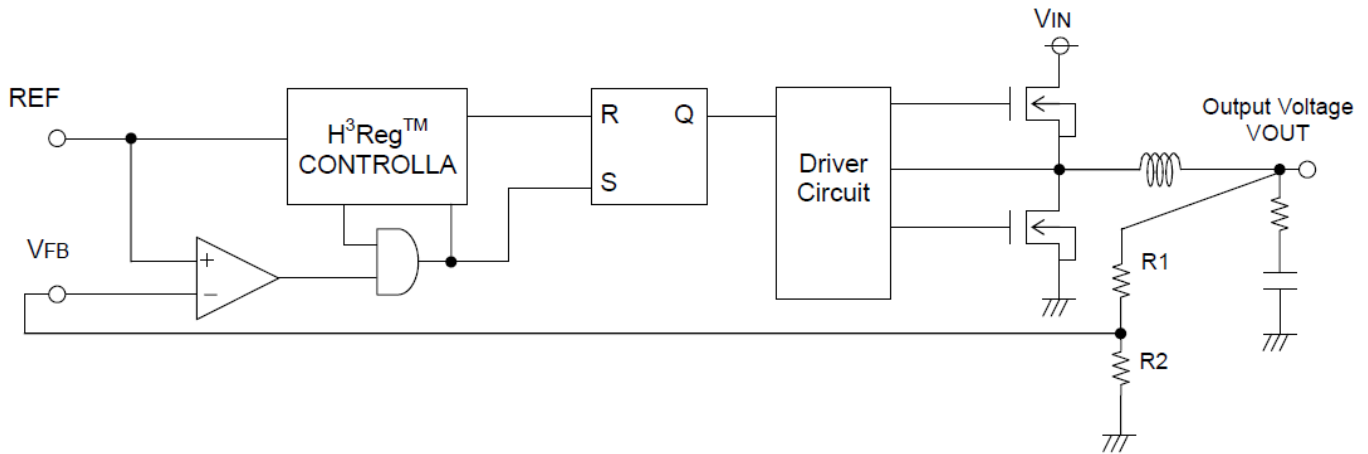 VIN
REF
H³Reg™
CONTROLLA
R
Q
S
Driver
Circuit
Output Voltage
VOUT
VFB
+
−
R1
R2